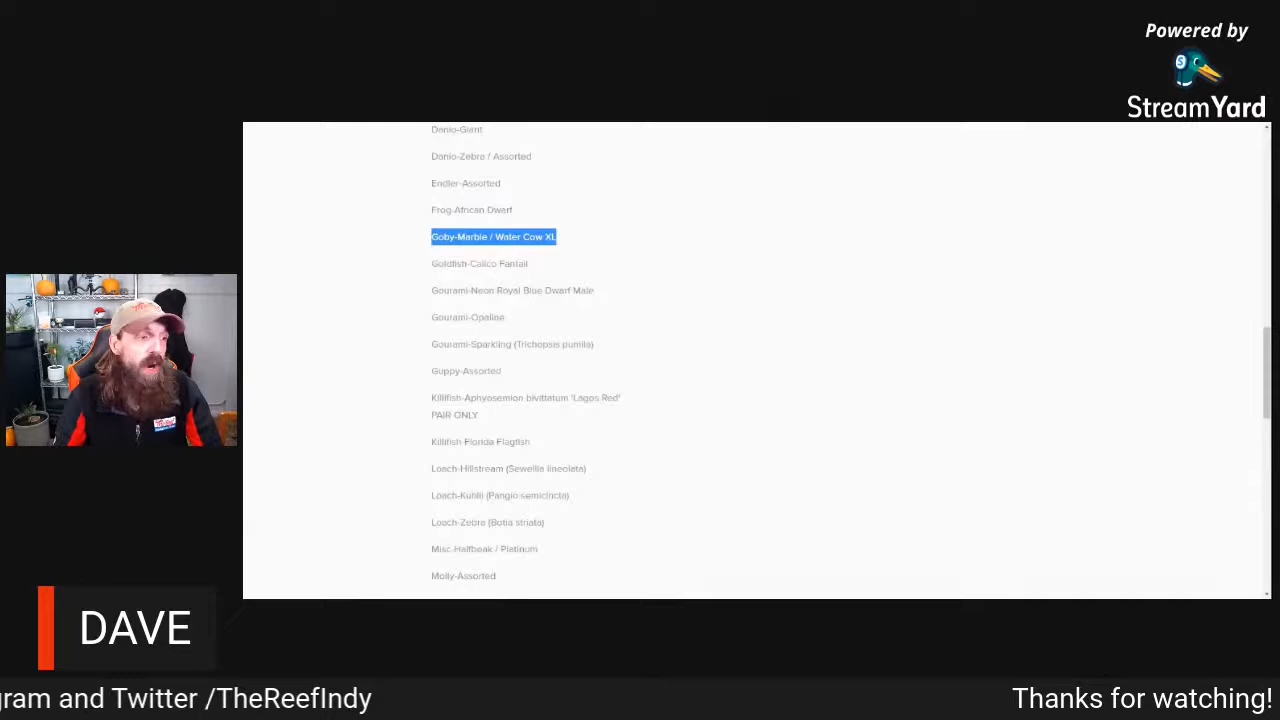 Powered by
StreamYard
Danio-Giant
Danio-Zebra / Assorted
Endler-Assorted
Frog-African Dwarf
Goby-Marble / Water Cow XL
Goldfish-Calico Fantail
Gourami-Neon Royal Blue Dwarf Male
Gourami-Opaline
Gourami-Sparkling (Trichopsis pumila)
Guppy-Assorted
Killifish-Aphyosemion bivittatum 'Lagos Red'
PAIR ONLY
Killifish-Florida Flagfish
Loach-Hillstream (Sewellia lineolata)
Loach-Kuhlii (Pangio semicincta)
Loach-Zebra (Botia striata)
Misc-Halfbeak / Platinum
Molly-Assorted
DAVE
gram and Twitter /TheReefIndy
Thanks for watching!